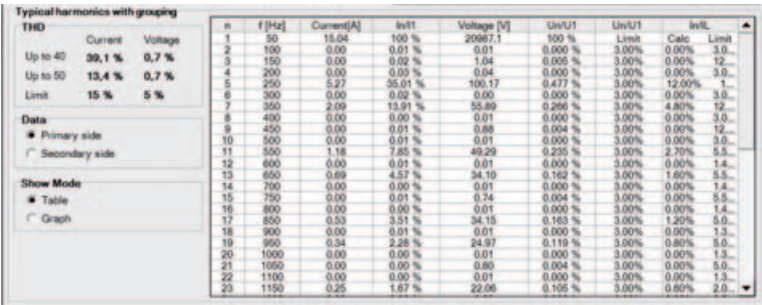 Typical harmonics with grouping
THD
Current Voltage
Up to 40 39,1 % 0,7 %
Up to 50 13,4 % 0,7 %
Limit 15 % 5 %
Data
Primary side
Secondary side
Show Mode
Table
Graph
n f [Hz] Current[A] In/I1 Voltage [V] Un/U1 Un/U1 In/IL
1 50 15.04 100 % 20987.1 100 % Limit Calc Limit
2 100 0.00 0.01 % 0.01 0.000 % 3.00% 0.00% 3.0...
3 150 0.00 0.02 % 1.04 0.005 % 3.00% 0.00% 12...
4 200 0.00 0.03 % 0.04 0.000 % 3.00% 0.00% 3.0...
5 250 5.27 35.01 % 100.17 0.477 % 3.00% 12.00% 1...
6 300 0.00 0.02 % 0.00 0.000 % 3.00% 0.00% 3.0...
7 350 2.09 13.91 % 55.89 0.266 % 3.00% 4.80% 12...
8 400 0.00 0.00 % 0.01 0.000 % 3.00% 0.00% 3.0...
9 450 0.00 0.01 % 0.88 0.004 % 3.00% 0.00% 12...
10 500 0.00 0.01 % 0.01 0.000 % 3.00% 0.00% 3.0...
11 550 1.18 7.85 % 49.29 0.235 % 3.00% 2.70% 5.5...
12 600 0.00 0.01 % 0.01 0.000 % 3.00% 0.00% 1.4...
13 650 0.69 4.57 % 34.10 0.162 % 3.00% 1.60% 5.5...
14 700 0.00 0.00 % 0.01 0.000 % 3.00% 0.00% 1.4...
15 750 0.00 0.01 % 0.74 0.004 % 3.00% 0.00% 5.5...
16 800 0.00 0.00 % 0.01 0.000 % 3.00% 0.00% 1.4...
17 850 0.53 3.51 % 34.15 0.163 % 3.00% 1.20% 5.0...
18 900 0.00 0.01 % 0.01 0.000 % 3.00% 0.00% 1.3...
19 950 0.34 2.28 % 24.97 0.119 % 3.00% 0.80% 5.0...
20 1000 0.00 0.00 % 0.01 0.000 % 3.00% 0.00% 1.3...
21 1050 0.00 0.00 % 0.80 0.004 % 3.00% 0.00% 5.0...
22 1100 0.00 0.00 % 0.01 0.000 % 3.00% 0.00% 1.3...
23 1150 0.25 1.67 % 22.06 0.105 % 3.00% 0.60% 2.0...